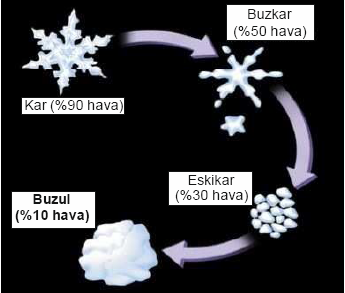 Kar (%90 hava)
Buzkar
(%50 hava)
Eskikar
(%30 hava)
Buzul
(%10 hava)